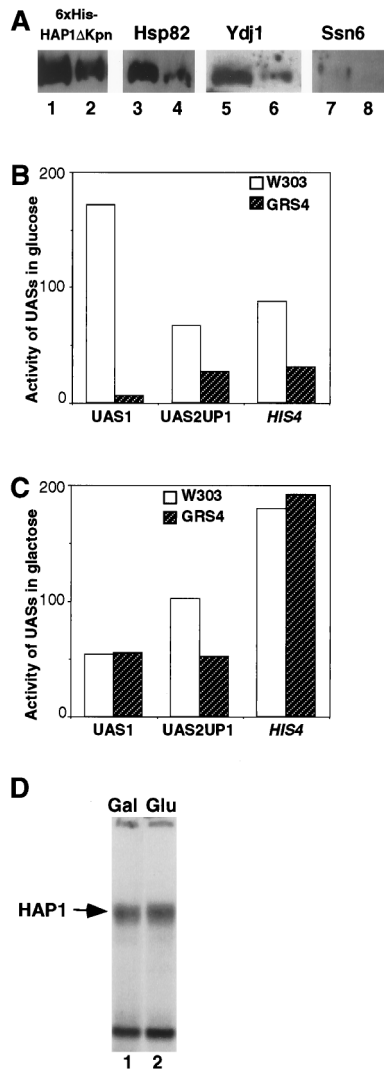 A
6xHis-
HAP1ΔKpn
Hsp82
Ydj1
Ssn6
1 2 3 4 5 6 7 8
B
Activity of UASs in glucose
200
100
0
W303
GRS4
UAS1 UAS2UP1 HIS4
C
Activity of UASs in glactose
200
100
0
W303
GRS4
UAS1 UAS2UP1 HIS4
D
Gal Glu
HAP1
1 2